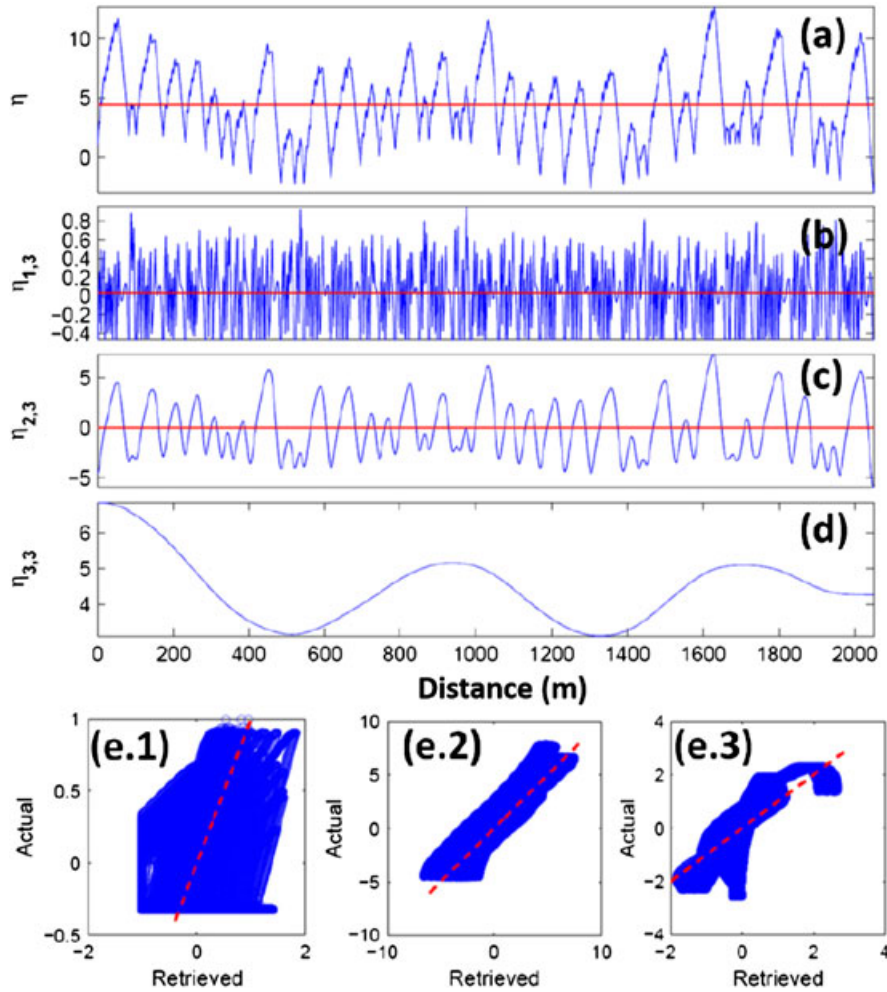 (a)
10
5
0
η
(b)
0.8
0.6
0.4
0.2
0
−0.2
−0.4
η1,3
(c)
5
0
−5
η2,3
(d)
6
5
4
η3,3
0 200 400 600 800 1000 1200 1400 1600 1800 2000
Distance (m)
(e.1)
1
0.5
0
−0.5
Actual
−2 0 2
Retrieved
(e.2)
10
5
0
−5
−10
Actual
−10 0 10
Retrieved
(e.3)
4
2
0
−2
−4
Actual
−2 0 2 4
Retrieved